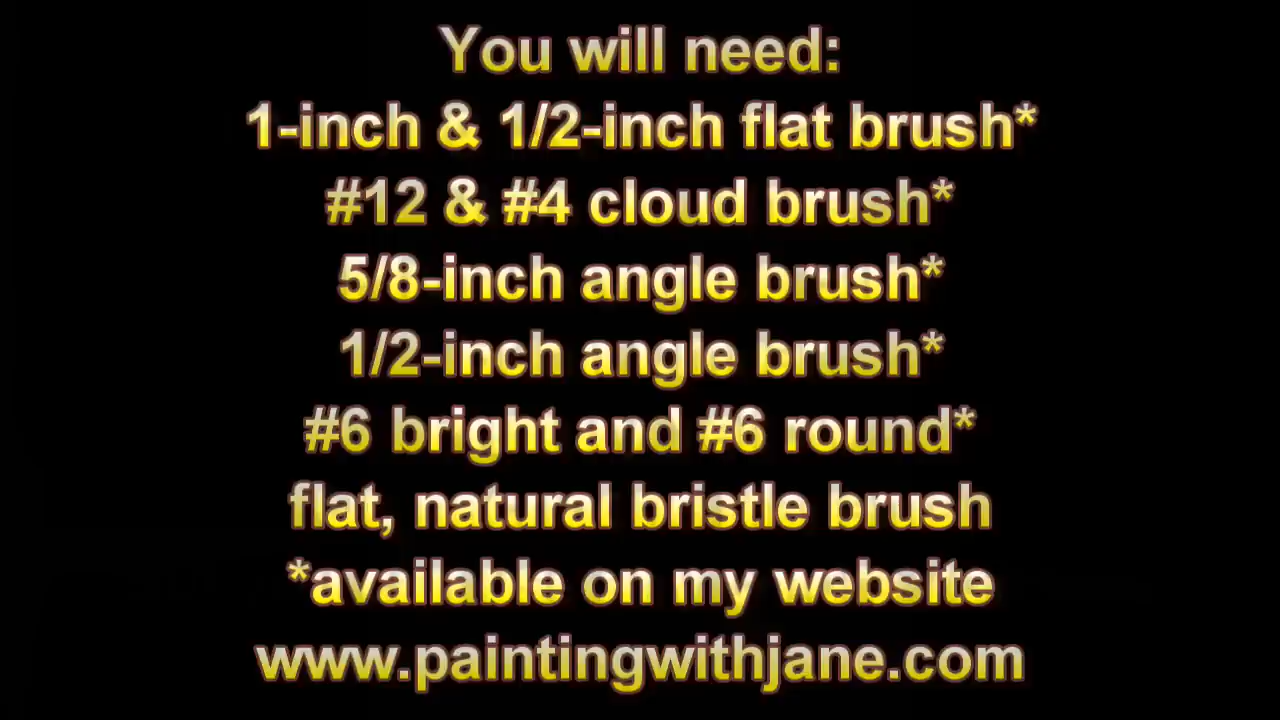 You will need:
1-inch & 1/2-inch flat brush*
#12 & #4 cloud brush*
5/8-inch angle brush*
1/2-inch angle brush*
#6 bright and #6 round*
flat, natural bristle brush
*available on my website
www.paintingwithjane.com